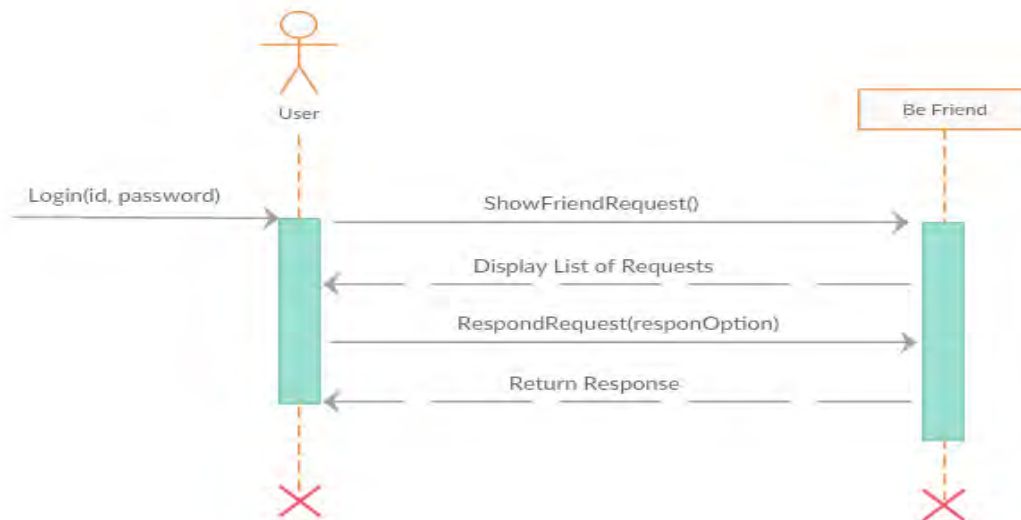 User
Be Friend
Login(id, password)
ShowFriendRequest()
Display List of Requests
RespondRequest(responOption)
Return Response